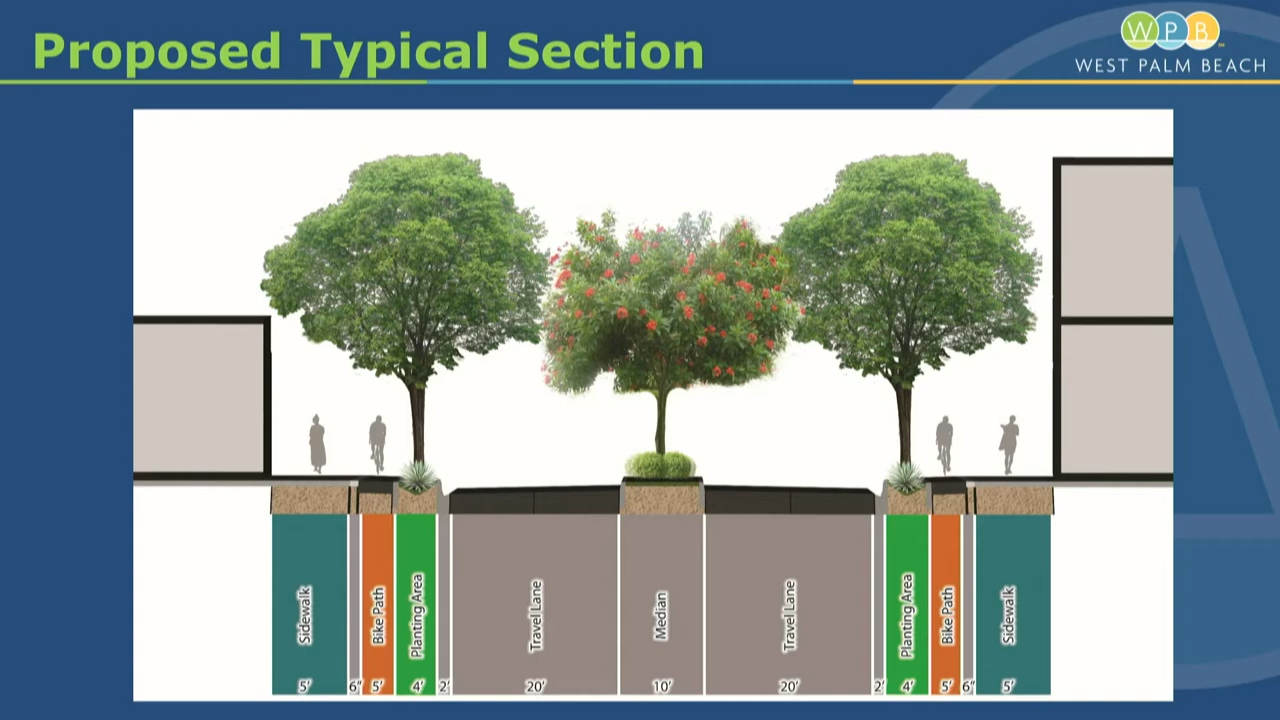 Proposed Typical Section
WPB
WEST PALM BEACH
Sidewalk
Bike Path
Planting Area
Travel Lane
Median
Travel Lane
Planting Area
Bike Path
Sidewalk
5' 6" 5' 4' 2' 20' 10' 20' 2' 4' 5' 6" 5'